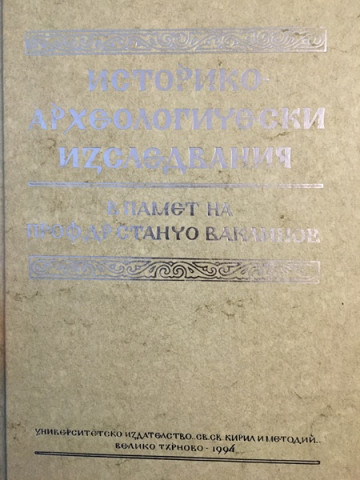 ИСТОРИКО-
АРХЕОЛОГИЧЕСКИ
ИЗСЛЕДВАНИЯ
В ПАМЕТ НА
ПРОФ. Д-Р СТАНЧО ВАКЛИНОВ
УНИВЕРСИТЕТСКО ИЗДАТЕЛСТВО „СВ. СВ. КИРИЛ И МЕТОДИЙ"
ВЕЛИКО ТЪРНОВО - 1994